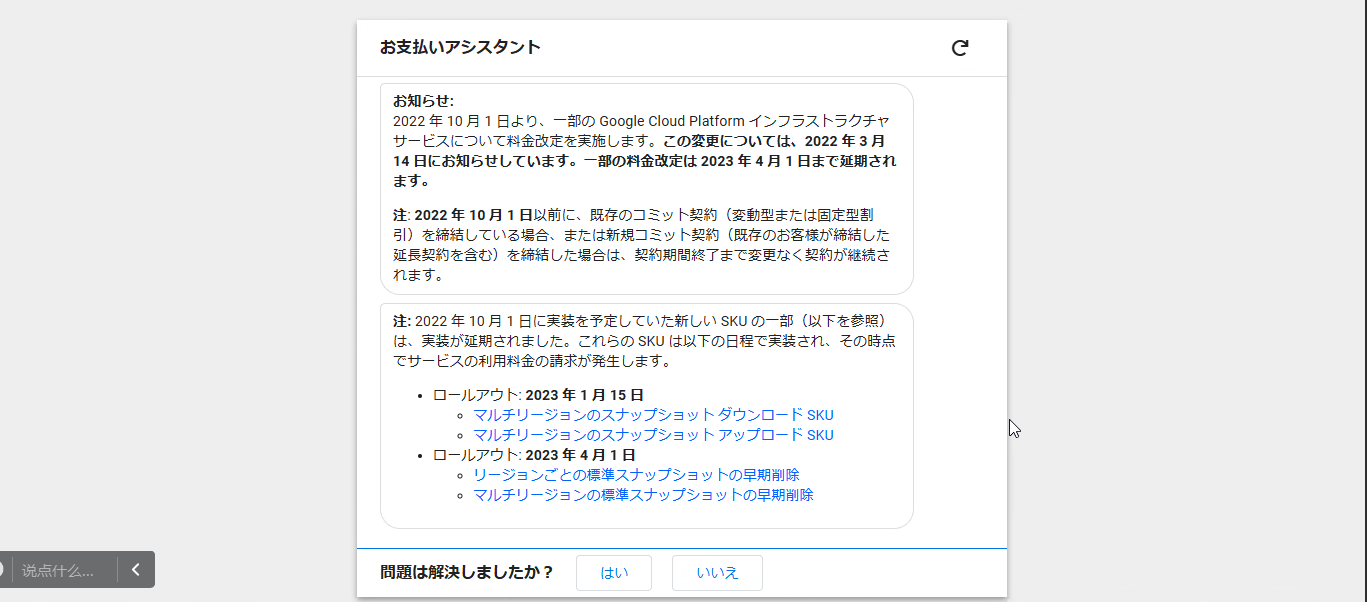 お支払いアシスタント
お知らせ:
2022 年 10 月 1 日より、一部の Google Cloud Platform インフラストラクチャ
サービスについて料金改定を実施します。この変更については、2022 年 3 月
14 日にお知らせしています。一部の料金改定は 2023 年 4 月 1 日まで延期され
ます。
注: 2022 年 10 月 1 日以前に、既存のコミット契約（変動型または固定型割
引）を締結している場合、または新規コミット契約（既存のお客様が締結した
延長契約を含む）を締結した場合は、契約期間終了まで変更なく契約が継続さ
れます。
注: 2022 年 10 月 1 日に実装を予定していた新しい SKU の一部（以下を参照）
は、実装が延期されました。これらの SKU は以下の日程で実装され、その時点
でサービスの利用料金の請求が発生します。
ロールアウト: 2023 年 1 月 15 日
マルチリージョンのスナップショット ダウンロード SKU
マルチリージョンのスナップショット アップロード SKU
ロールアウト: 2023 年 4 月 1 日
リージョンごとの標準スナップショットの早期削除
マルチリージョンの標準スナップショットの早期削除
说点什么...
問題は解決しましたか？ はい いいえ